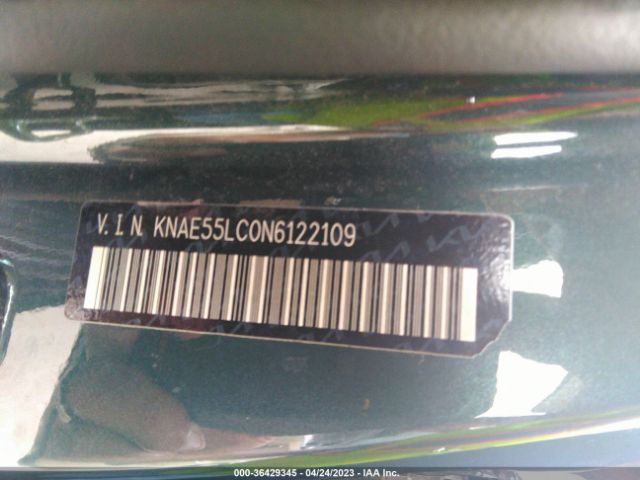 V.I.N. KNAE55LC0N6122109
000-36429345 - 04/24/2023 - IAA Inc.